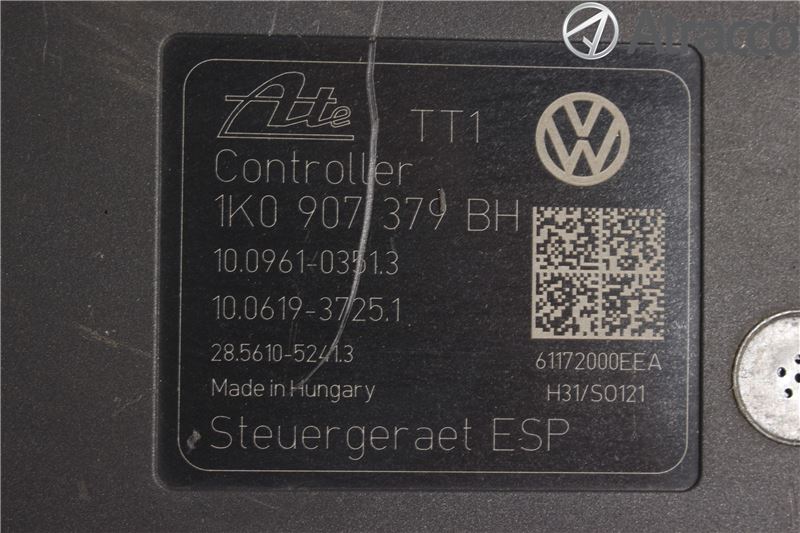 Atracco
Ate TT1
Controller
1K0 907 379 BH
10.0961-0351.3
10.0619-3725.1
28.5610-5241.3
61172000EEA
Made in Hungary
H31/S0121
Steuergeraet ESP